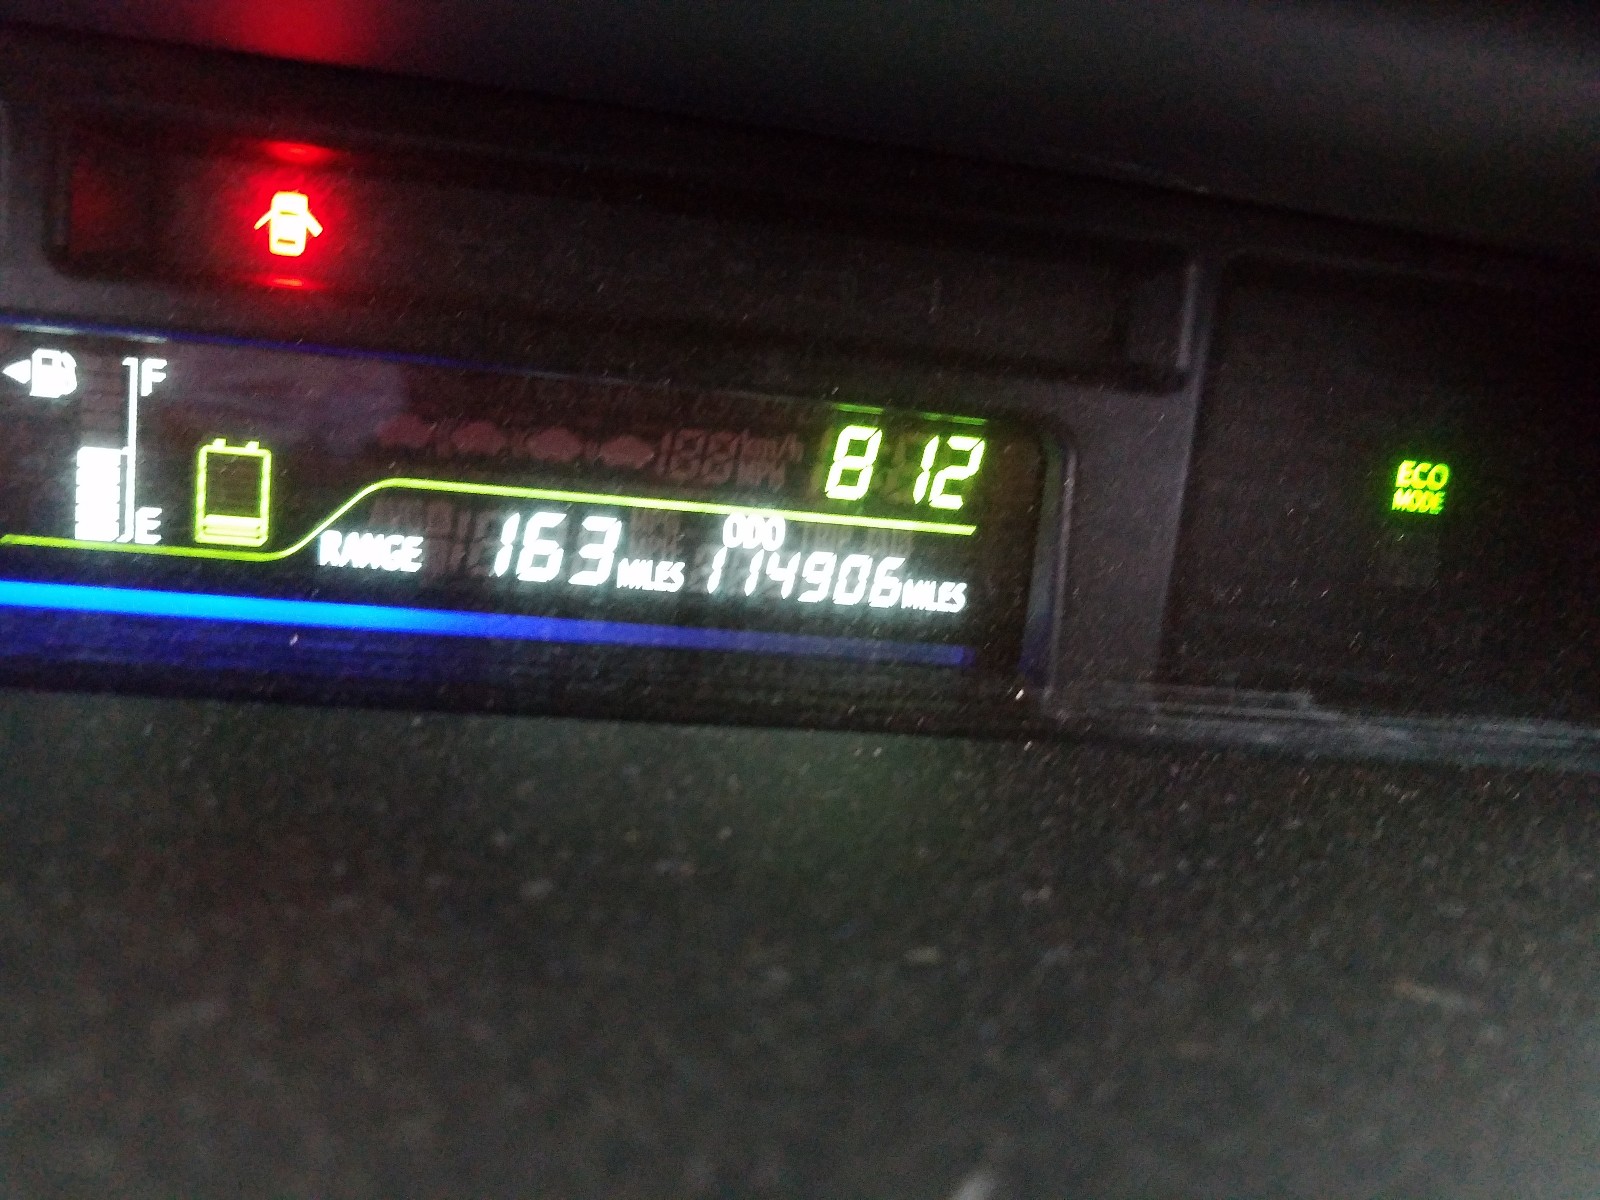 F
8 12
ECO
MODE
E
RANGE 163 MILES
ODO
114906 MILES